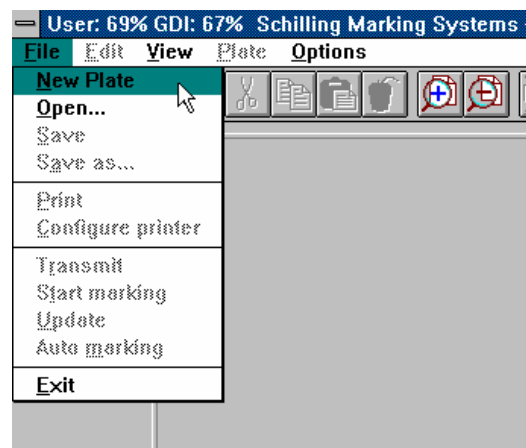 User: 69% GDI: 67% Schilling Marking Systems
File Edit View Plate Options
New Plate
Open...
Save
Save as...
Print
Configure printer
Transmit
Start marking
Update
Auto marking
Exit